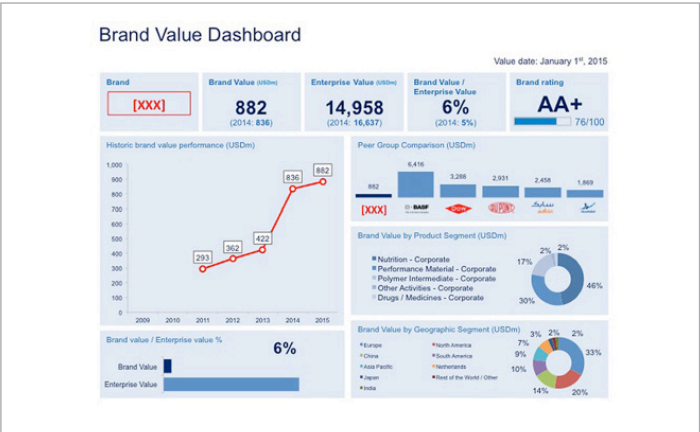 Brand Value Dashboard
Value date: January 1st, 2015
Brand
[XXX]
Brand Value (USDm)
882
(2014: 836)
Enterprise Value (USDm)
14,958
(2014: 16,637)
Brand Value /
Enterprise Value
6%
(2014: 5%)
Brand rating
AA+
76/100
Historic brand value performance (USDm)
1,000
900
800
700
600
500
400
300
200
100
0
293
362
422
836
882
2009 2010 2011 2012 2013 2014 2015
Peer Group Comparison (USDm)
882 6,416 3,288 2,931 2,458 1,869
[XXX] BASF Dow DUPONT
Brand Value by Product Segment (USDm)
Nutrition - Corporate
Performance Material - Corporate
Polymer Intermediate - Corporate
Other Activities - Corporate
Drugs / Medicines - Corporate
2% 2%
17%
46%
30%
Brand value / Enterprise value %
6%
Brand Value
Enterprise Value
Brand Value by Geographic Segment (USDm)
Europe North America
China South America
Asia Pacific Netherlands
Japan Rest of the World / Other
India
3% 2% 2%
7%
33%
9%
10%
14%
20%